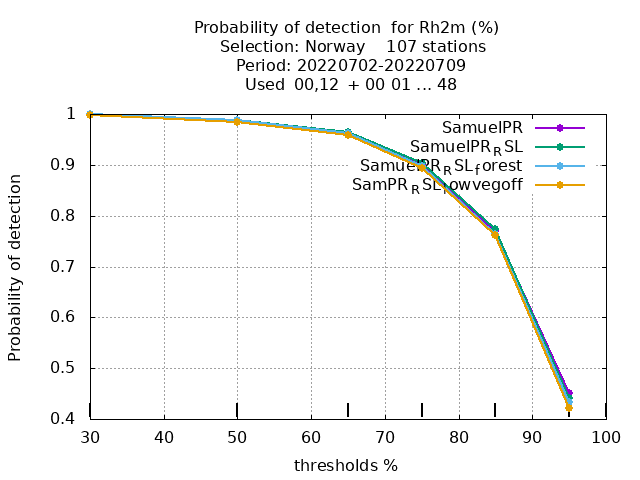 Probability of detection for Rh2m (%)
Selection: Norway 107 stations
Period: 20220702-20220709
Used 00,12 + 00 01 ... 48
SamuelPR
SamuelPR_RSL
SamuelPR_RSL_forest
SamPR_RSL_lowvegoff
Probability of detection
1
0.9
0.8
0.7
0.6
0.5
0.4
30 40 50 60 70 80 90 100
thresholds %